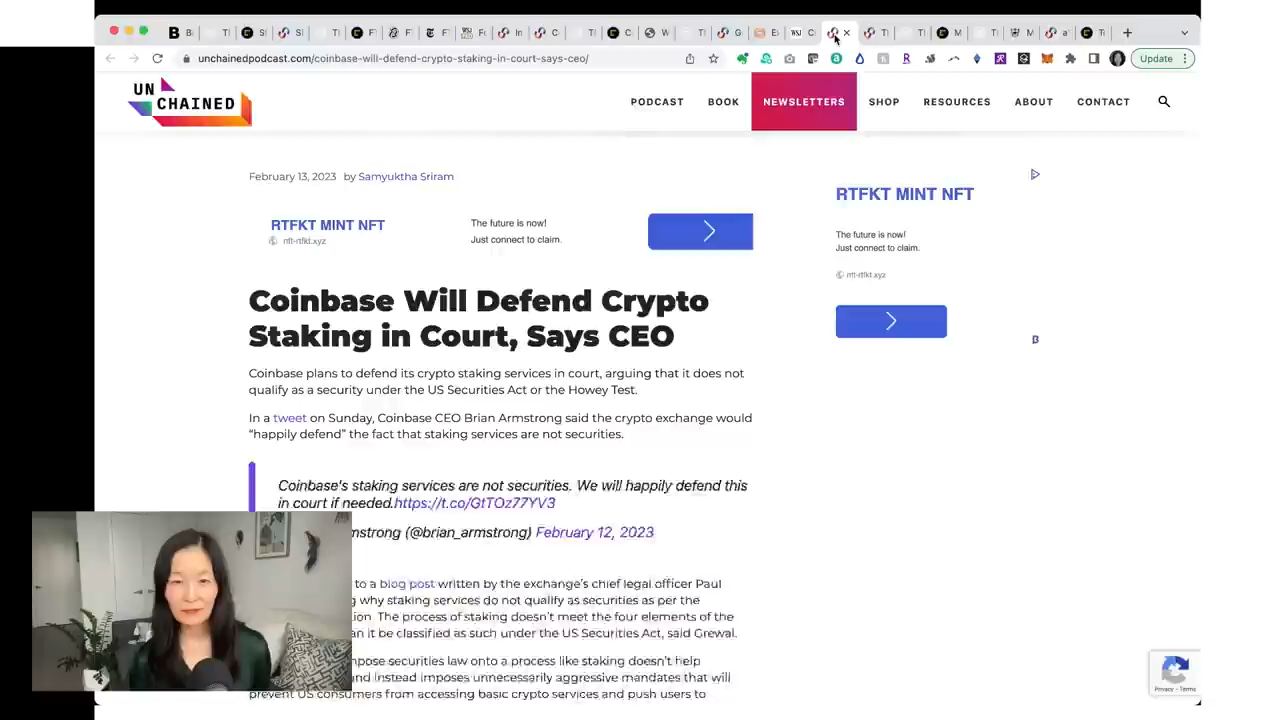 Update
unchainedpodcast.com/coinbase-will-defend-crypto-staking-in-court-says-ceo/
UN
CHAINED
PODCAST
BOOK
NEWSLETTERS
SHOP
RESOURCES
ABOUT
CONTACT
February 13, 2023 by Samyuktha Sriram
RTFKT MINT NFT
nft-rtfkt.xyz
The future is now!
Just connect to claim.
RTFKT MINT NFT
The future is now!
Just connect to claim.
nft-rtfkt.xyz
Coinbase Will Defend Crypto
Staking in Court, Says CEO
Coinbase plans to defend its crypto staking services in court, arguing that it does not
qualify as a security under the US Securities Act or the Howey Test.
In a tweet on Sunday, Coinbase CEO Brian Armstrong said the crypto exchange would
“happily defend” the fact that staking services are not securities.
Coinbase's staking services are not securities. We will happily defend this
in court if needed.https://t.co/GtTOz77YV3
mstrong (@brian_armstrong) February 12, 2023
to a blog post written by the exchange's chief legal officer Paul
g why staking services do not qualify as securities as per the
ion. The process of staking doesn't meet the four elements of the
an it be classified as such under the US Securities Act, said Grewal.
mpose securities law onto a process like staking doesn't help
nd instead imposes unnecessarily aggressive mandates that will
prevent US consumers from accessing basic crypto services and push users to
Privacy - Terms